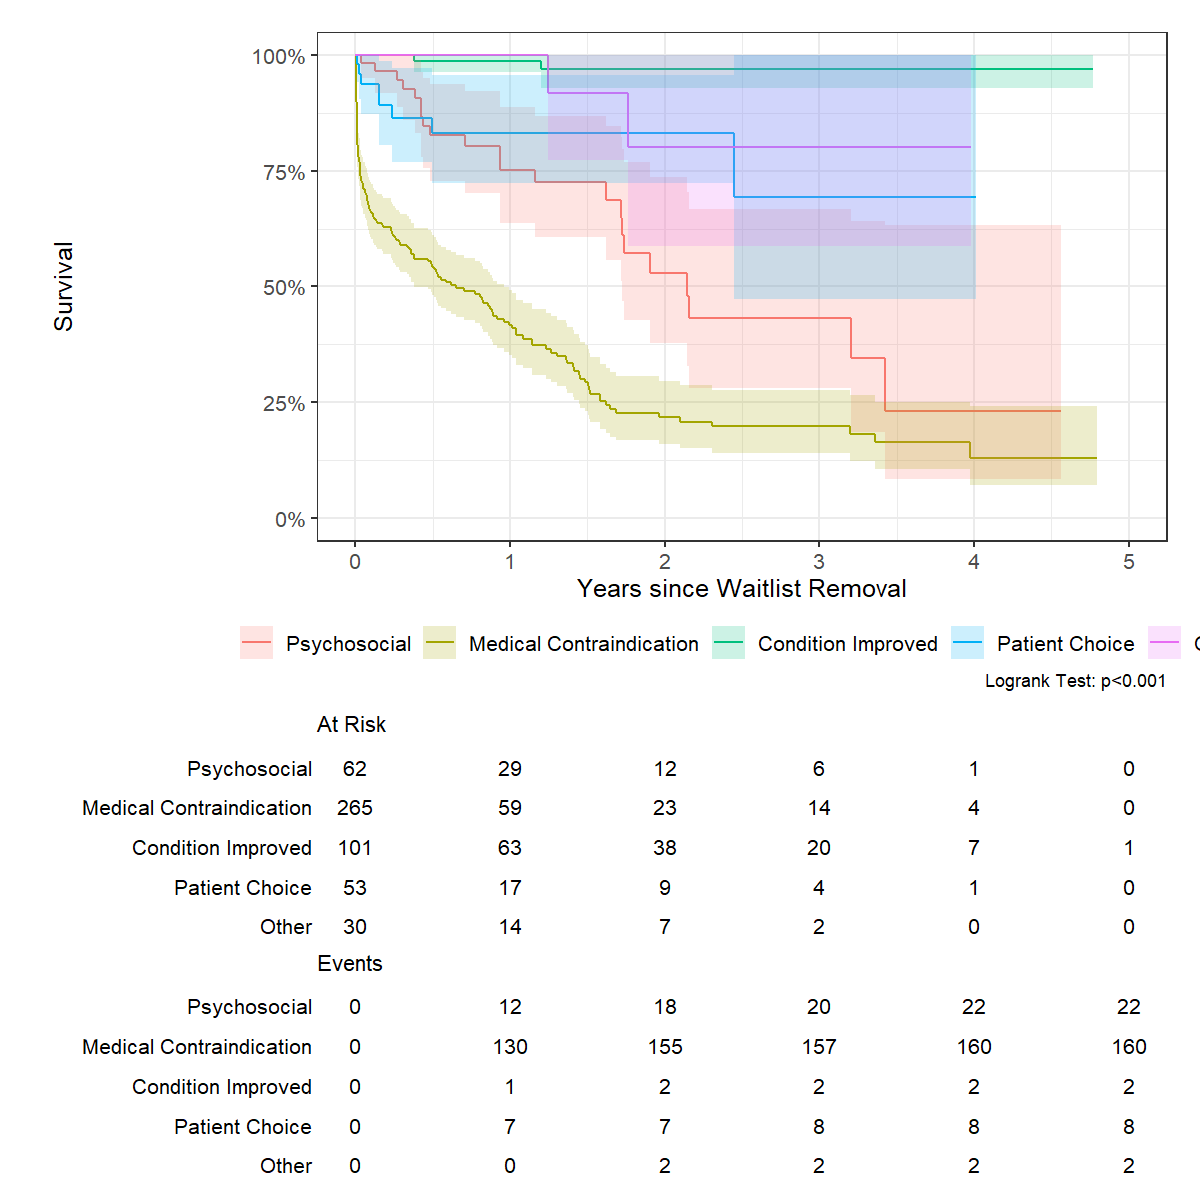 100%
75%
50%
25%
0%
Survival
0 1 2 3 4 5
Years since Waitlist Removal
Psychosocial Medical Contraindication Condition Improved Patient Choice
Logrank Test: p<0.001
At Risk
Psychosocial 62 29 12 6 1 0
Medical Contraindication 265 59 23 14 4 0
Condition Improved 101 63 38 20 7 1
Patient Choice 53 17 9 4 1 0
Other 30 14 7 2 0 0
Events
Psychosocial 0 12 18 20 22 22
Medical Contraindication 0 130 155 157 160 160
Condition Improved 0 1 2 2 2 2
Patient Choice 0 7 7 8 8 8
Other 0 0 2 2 2 2